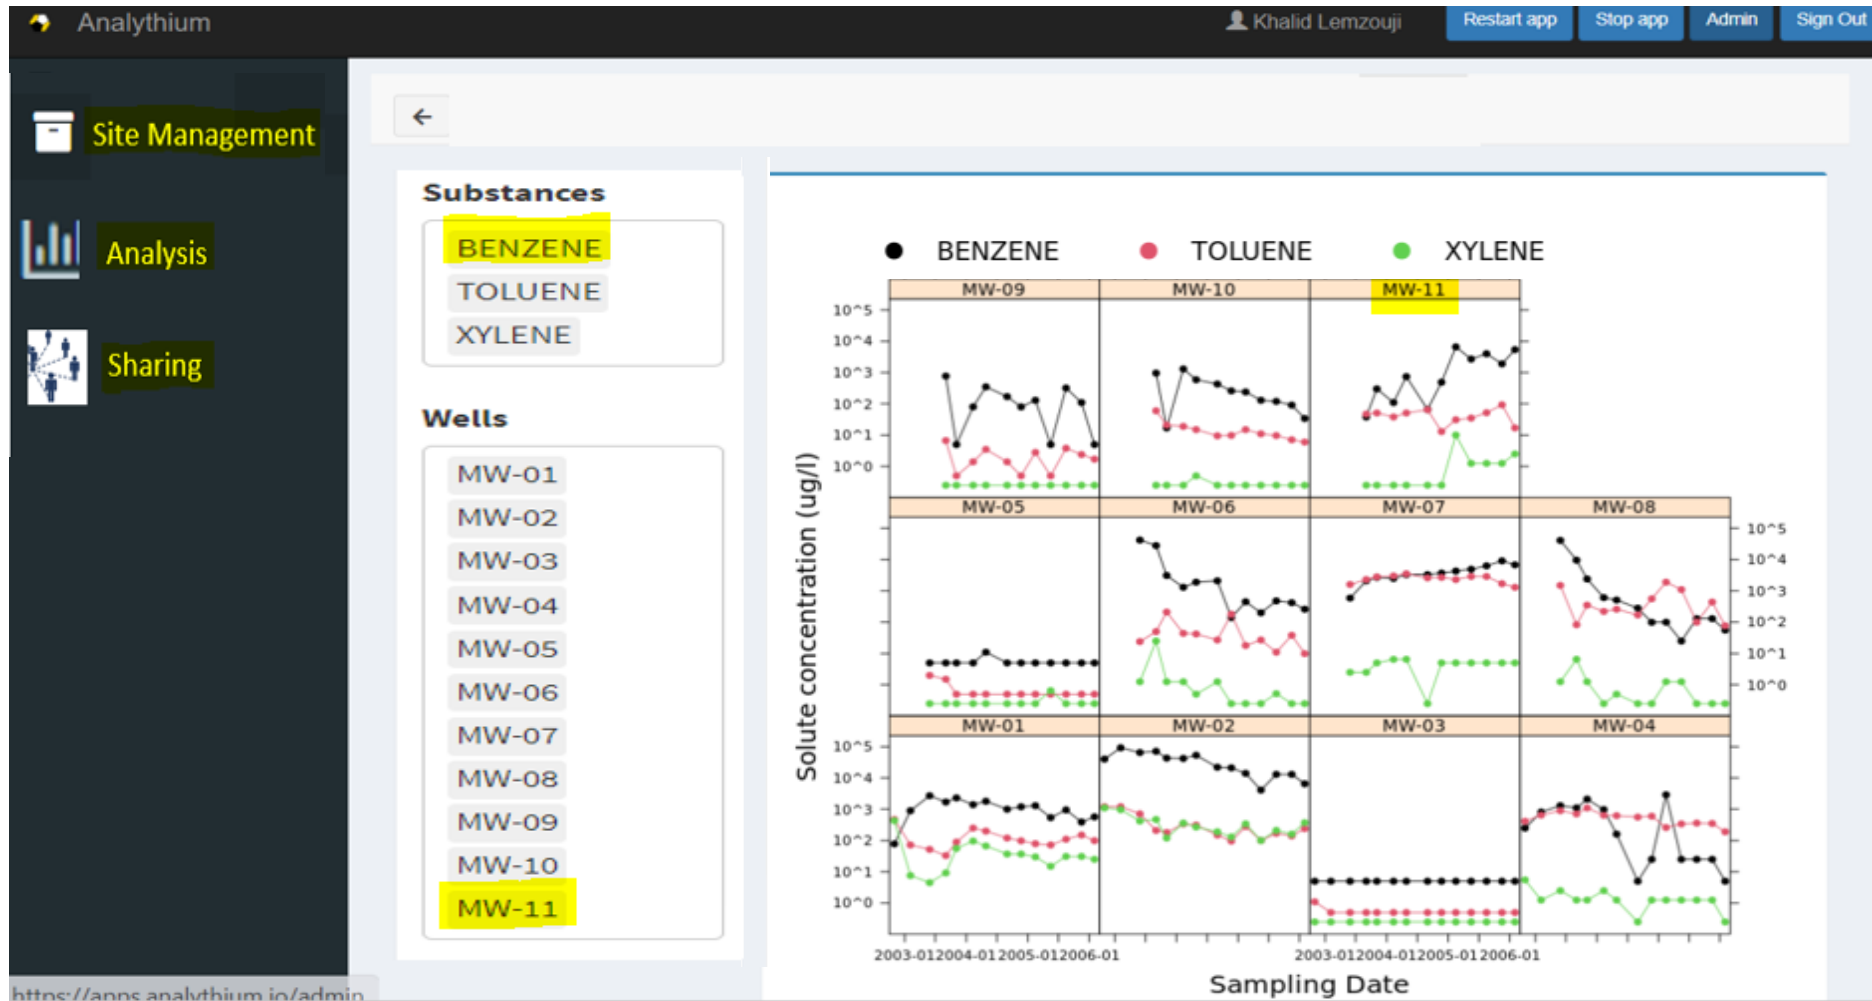 Analythium
Khalid Lemzouji
Restart app
Stop app
Admin
Sign Out
Site Management
Analysis
Sharing
Substances
BENZENE
TOLUENE
XYLENE
Wells
MW-01
MW-02
MW-03
MW-04
MW-05
MW-06
MW-07
MW-08
MW-09
MW-10
MW-11
BENZENE TOLUENE XYLENE
MW-09 MW-10 MW-11
10^5
10^4
10^3
10^2
10^1
10^0
MW-05 MW-06 MW-07 MW-08
10^5
10^4
10^3
10^2
10^1
10^0
MW-01 MW-02 MW-03 MW-04
10^5
10^4
10^3
10^2
10^1
10^0
Solute concentration (ug/l)
2003-012004-012005-012006-01 2003-012004-012005-012006-01
Sampling Date
https://apps.analythium.io/admin